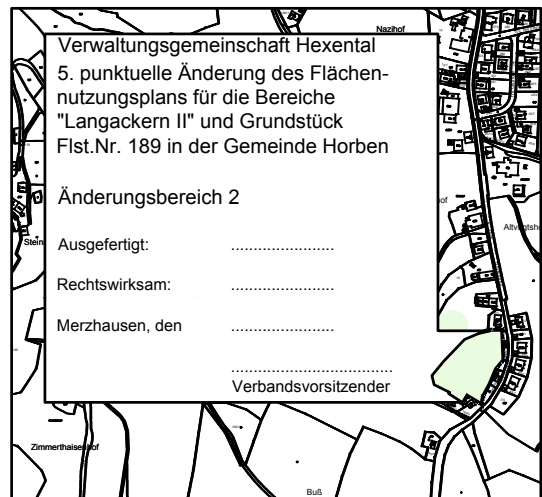 Nazihof
Verwaltungsgemeinschaft Hexental
5. punktuelle Änderung des Flächen-
nutzungsplans für die Bereiche
"Langackern II" und Grundstück
Flst.Nr. 189 in der Gemeinde Horben
Änderungsbereich 2
Ausgefertigt: .......................
Rechtswirksam: .......................
Merzhausen, den .......................
....................................
Verbandsvorsitzender
Zimmerthaisenhof
Buß